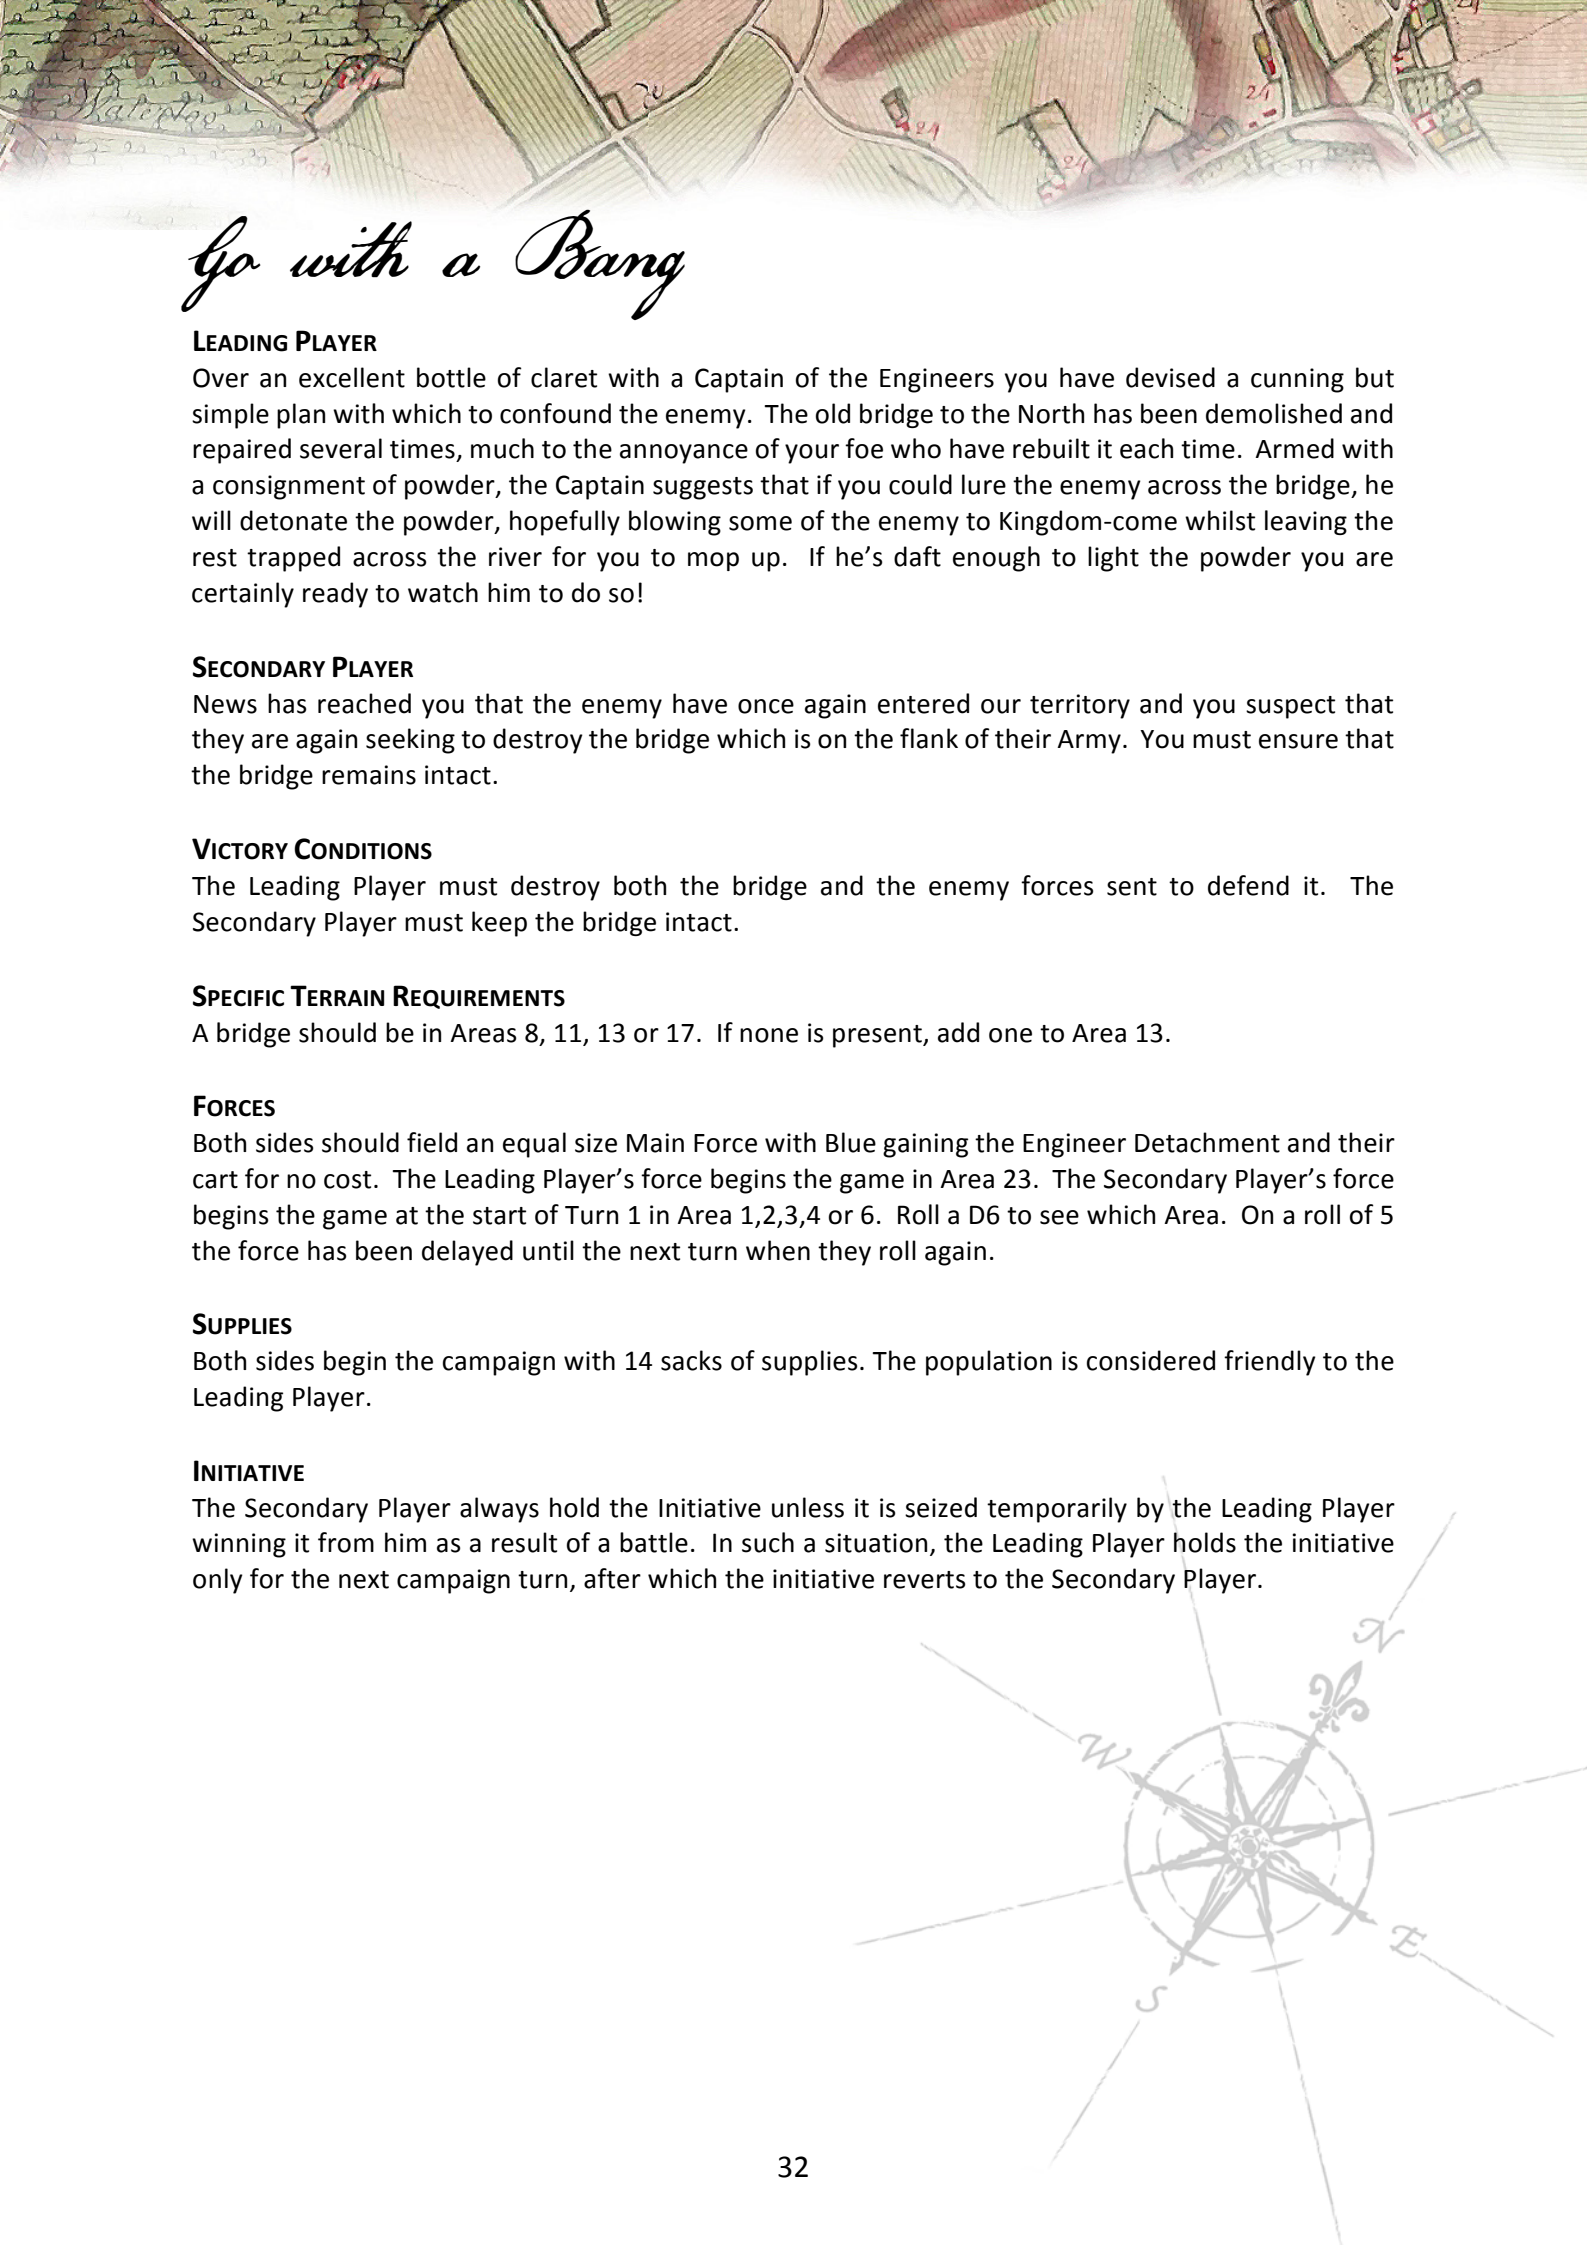 Waterloo
24
24
24
24
Go with a Bang
LEADING PLAYER
Over an excellent bottle of claret with a Captain of the Engineers you have devised a cunning but
simple plan with which to confound the enemy. The old bridge to the North has been demolished and
repaired several times, much to the annoyance of your foe who have rebuilt it each time. Armed with
a consignment of powder, the Captain suggests that if you could lure the enemy across the bridge, he
will detonate the powder, hopefully blowing some of the enemy to Kingdom-come whilst leaving the
rest trapped across the river for you to mop up. If he’s daft enough to light the powder you are
certainly ready to watch him to do so!
SECONDARY PLAYER
News has reached you that the enemy have once again entered our territory and you suspect that
they are again seeking to destroy the bridge which is on the flank of their Army. You must ensure that
the bridge remains intact.
VICTORY CONDITIONS
The Leading Player must destroy both the bridge and the enemy forces sent to defend it. The
Secondary Player must keep the bridge intact.
SPECIFIC TERRAIN REQUIREMENTS
A bridge should be in Areas 8, 11, 13 or 17. If none is present, add one to Area 13.
FORCES
Both sides should field an equal size Main Force with Blue gaining the Engineer Detachment and their
cart for no cost. The Leading Player’s force begins the game in Area 23. The Secondary Player’s force
begins the game at the start of Turn 1 in Area 1,2,3,4 or 6. Roll a D6 to see which Area. On a roll of 5
the force has been delayed until the next turn when they roll again.
SUPPLIES
Both sides begin the campaign with 14 sacks of supplies. The population is considered friendly to the
Leading Player.
INITIATIVE
The Secondary Player always hold the Initiative unless it is seized temporarily by the Leading Player
winning it from him as a result of a battle. In such a situation, the Leading Player holds the initiative
only for the next campaign turn, after which the initiative reverts to the Secondary Player.
N
W
E
S
32